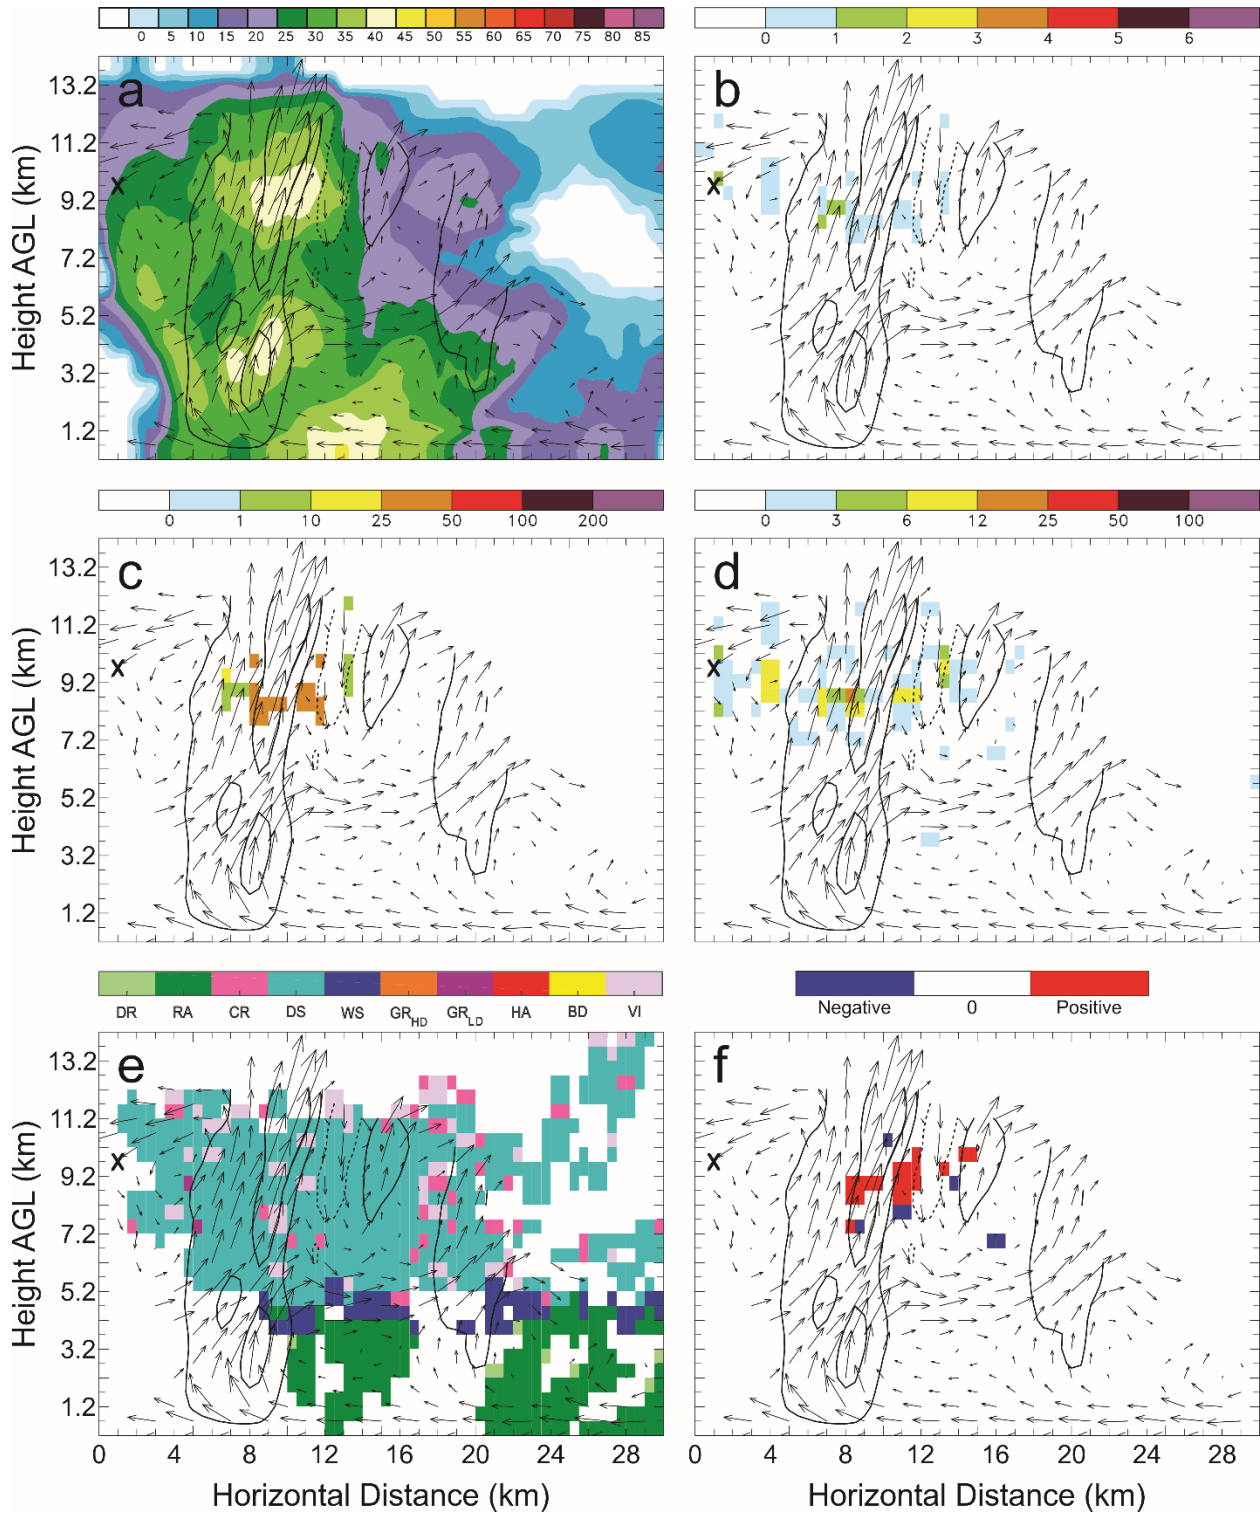 0 5 10 15 20 25 30 35 40 45 50 55 60 65 70 75 80 85
0 1 2 3 4 5 6
a
b
13.2
11.2
9.2
7.2
5.2
3.2
1.2
Height AGL (km)
X
X
0 1 10 25 50 100 200
0 3 6 12 25 50 100
c
d
13.2
11.2
9.2
7.2
5.2
3.2
1.2
Height AGL (km)
X
X
DR RA CR DS WS GR HD GR LD HA BD VI
Negative 0 Positive
e
f
13.2
11.2
9.2
7.2
5.2
3.2
1.2
Height AGL (km)
X
X
0 4 8 12 16 20 24 28
0 4 8 12 16 20 24 28
Horizontal Distance (km)
Horizontal Distance (km)